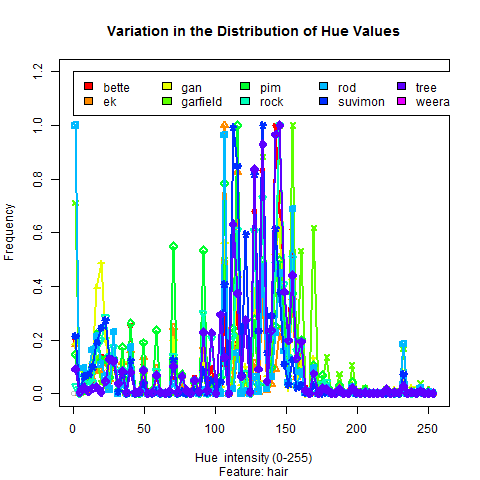 Variation in the Distribution of Hue Values
Frequency
1.2
1.0
0.8
0.6
0.4
0.2
0.0
bette gan pim rod tree
ek garfield rock suvimon weera
0 50 100 150 200 250
Hue intensity (0-255)
Feature: hair